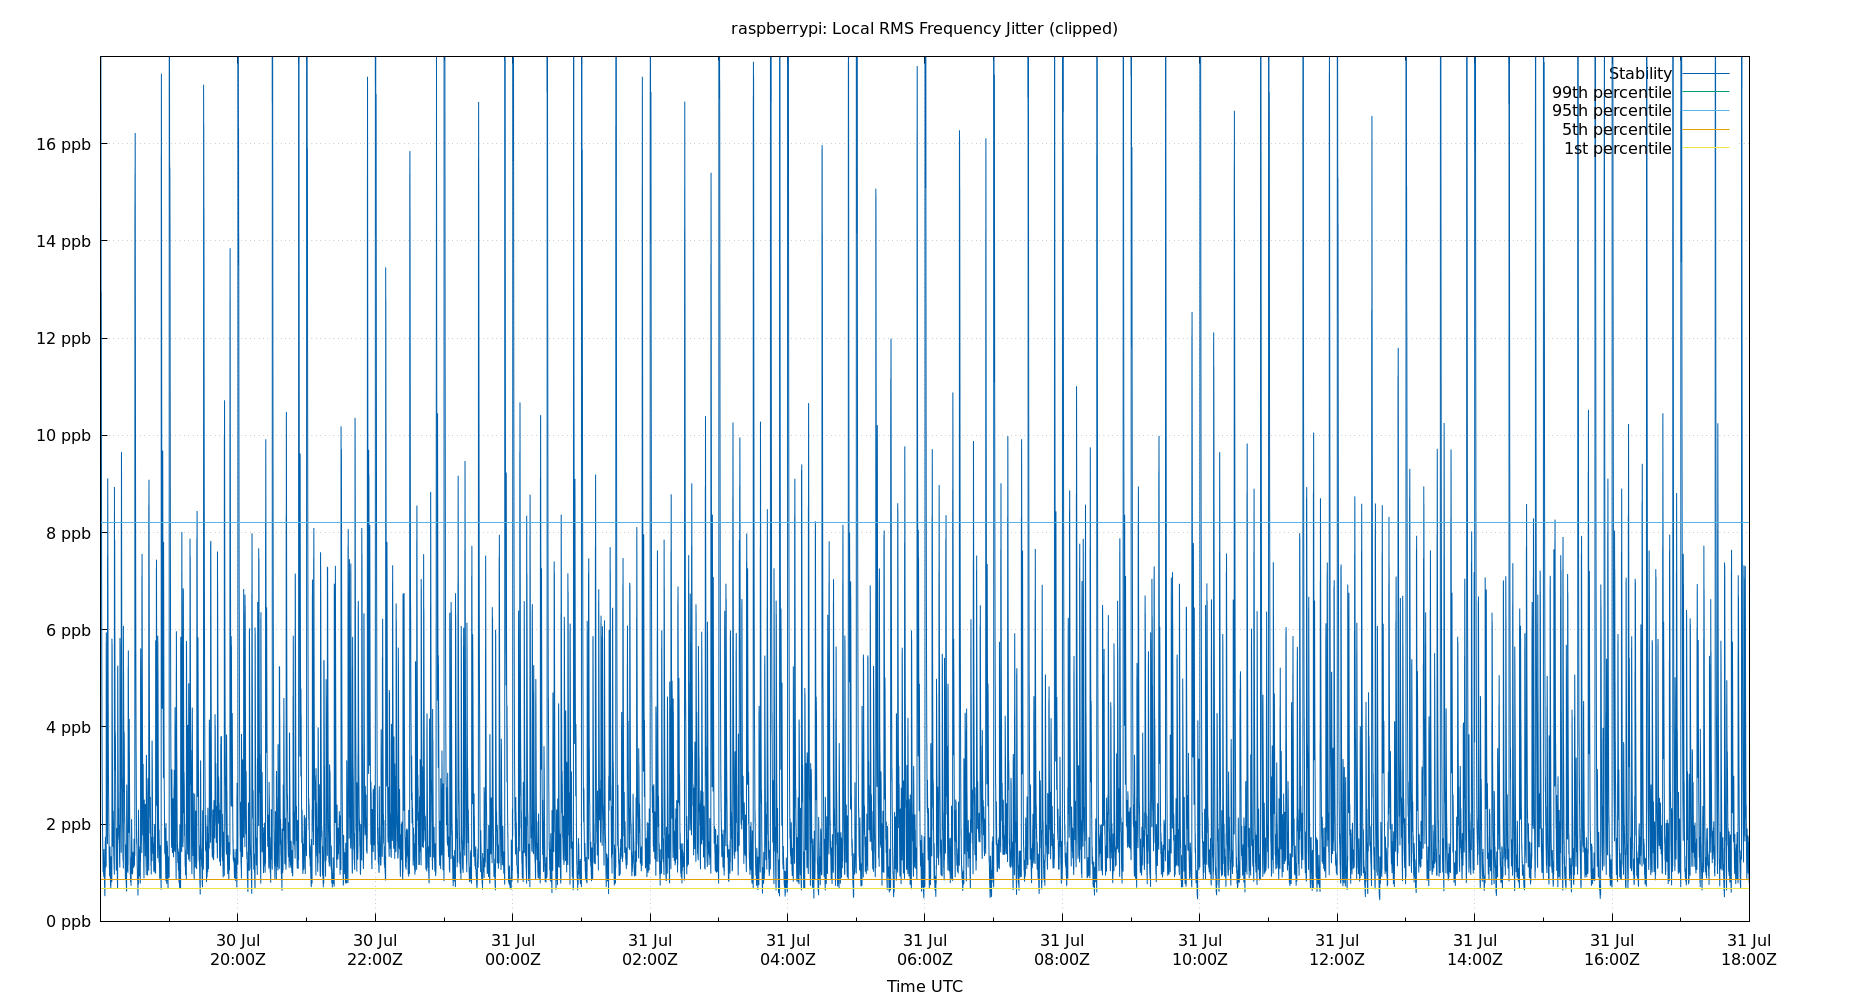 raspberrypi: Local RMS Frequency Jitter (clipped)
Stability
99th percentile
95th percentile
5th percentile
1st percentile
16 ppb
14 ppb
12 ppb
10 ppb
8 ppb
6 ppb
4 ppb
2 ppb
0 ppb
30 Jul 30 Jul 31 Jul 31 Jul 31 Jul 31 Jul 31 Jul 31 Jul 31 Jul 31 Jul 31 Jul 31 Jul
20:00Z 22:00Z 00:00Z 02:00Z 04:00Z 06:00Z 08:00Z 10:00Z 12:00Z 14:00Z 16:00Z 18:00Z
Time UTC